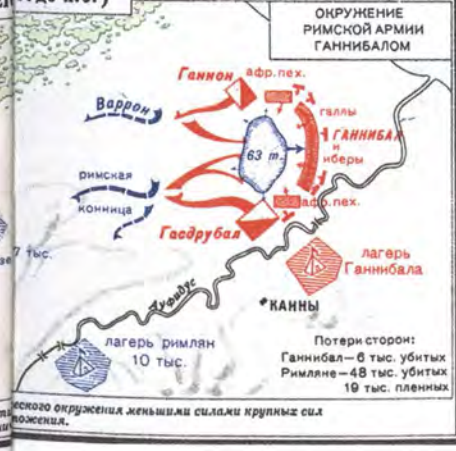 ОКРУЖЕНИЕ
РИМСКОЙ АРМИИ
ГАННИБАЛОМ
Ганнон
афр. пех.
Варрон
галлы
ГАННИБАЛ
и
иберы
63 т.
римская
конница
афр. пех.
Гасдрубал
7 тыс.
лагерь
Ганнибала
Ауфидус
КАННЫ
лагерь римлян
10 тыс.
Потери сторон:
Ганнибал—6 тыс. убитых
Римляне—48 тыс. убитых
19 тыс. пленных
окружения меньшими силами крупных сил